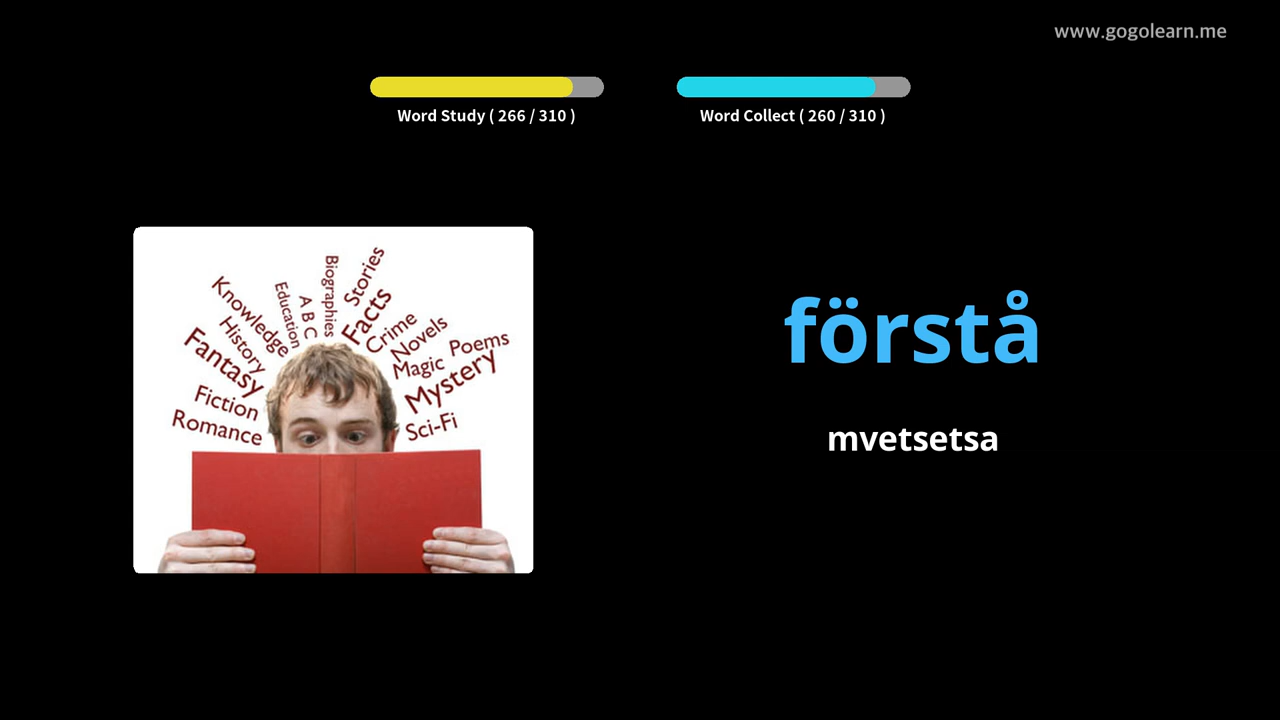 www.gogolearn.me
Word Study ( 266 / 310 )
Word Collect ( 260 / 310 )
Biographies
Stories
Knowledge
Education
A B C
Facts
History
Crime
Novels
Poems
Fantasy
Magic
Mystery
Fiction
Romance
Sci-Fi
förstå
mvetsetsa